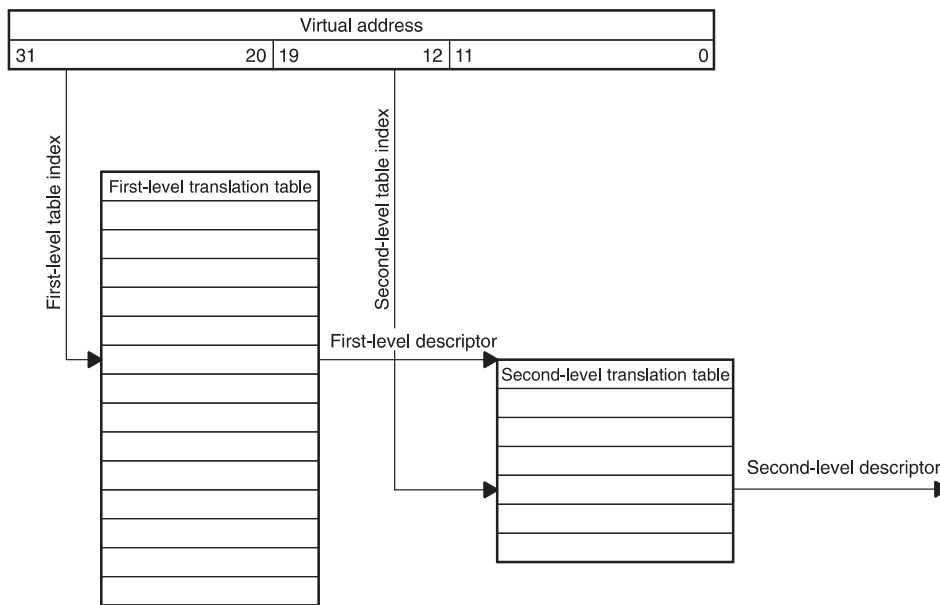 Virtual address
31 20 19 12 11 0
First-level table index
Second-level table index
First-level translation table
First-level descriptor
Second-level translation table
Second-level descriptor